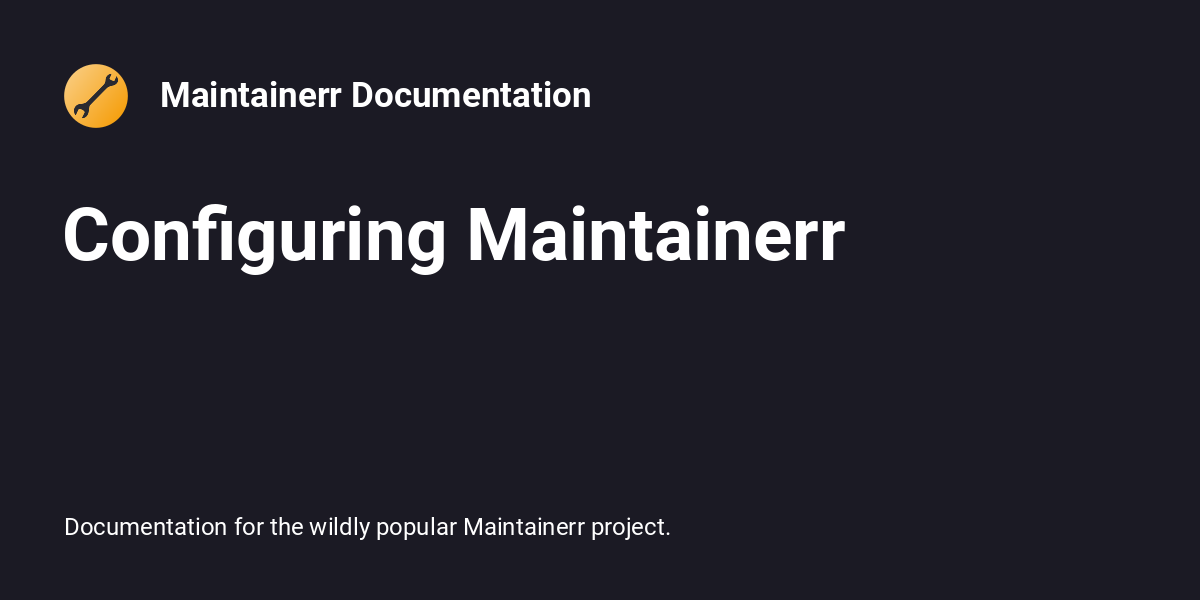 Maintainerr Documentation
Configuring Maintainerr
Documentation for the wildly popular Maintainerr project.